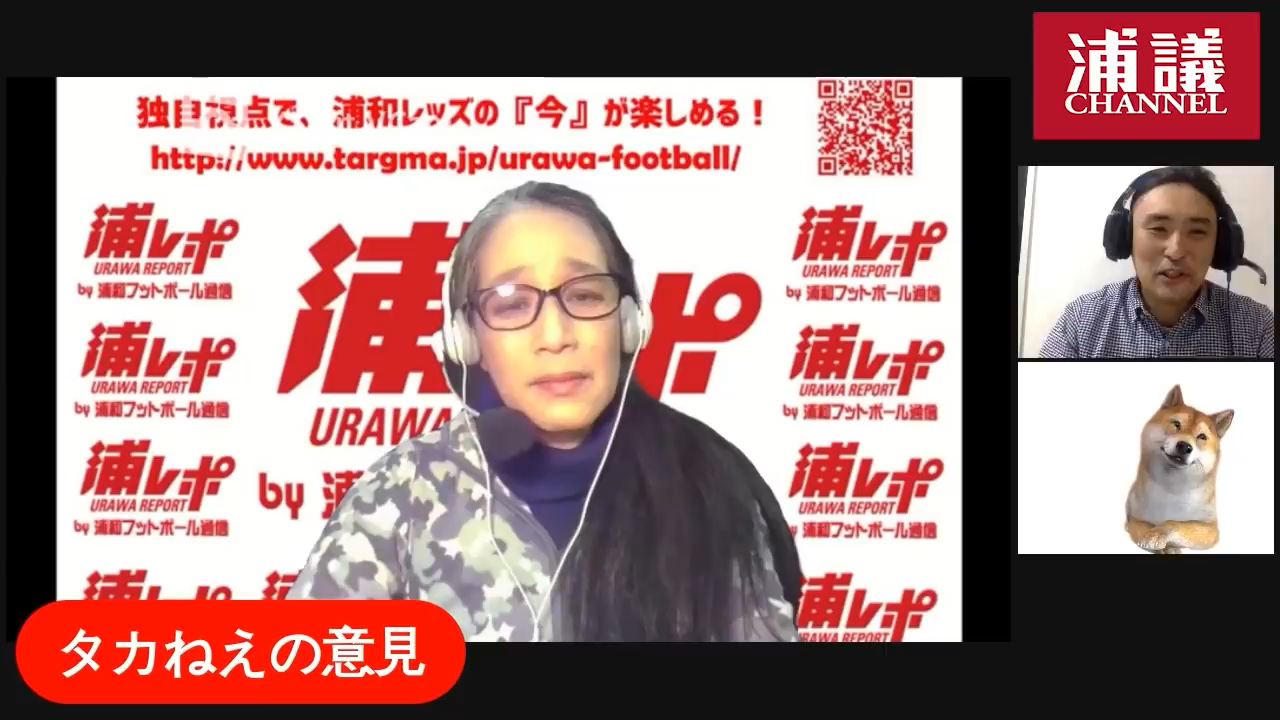 独自視点で、浦和レッズの『今』が楽しめる！
http://www.targma.jp/urawa-football/
浦議
CHANNEL
浦レポ
URAWA REPORT
by 浦和フットボール通信
浦レポ
URAWA REPORT
by 浦和フットボール通信
浦レポ
URAWA REPORT
by 浦和フットボール通信
浦レ
浦 ポ
URAWA
by 浦
浦レポ
URAWA REPORT
by 浦和フットボール通信
浦レポ
URAWA REPORT
by 浦和フットボール通信
浦レポ
URAWA REPORT
by 浦和フットボール通信
浦レポ
URAWA REPORT
タカねえの意見